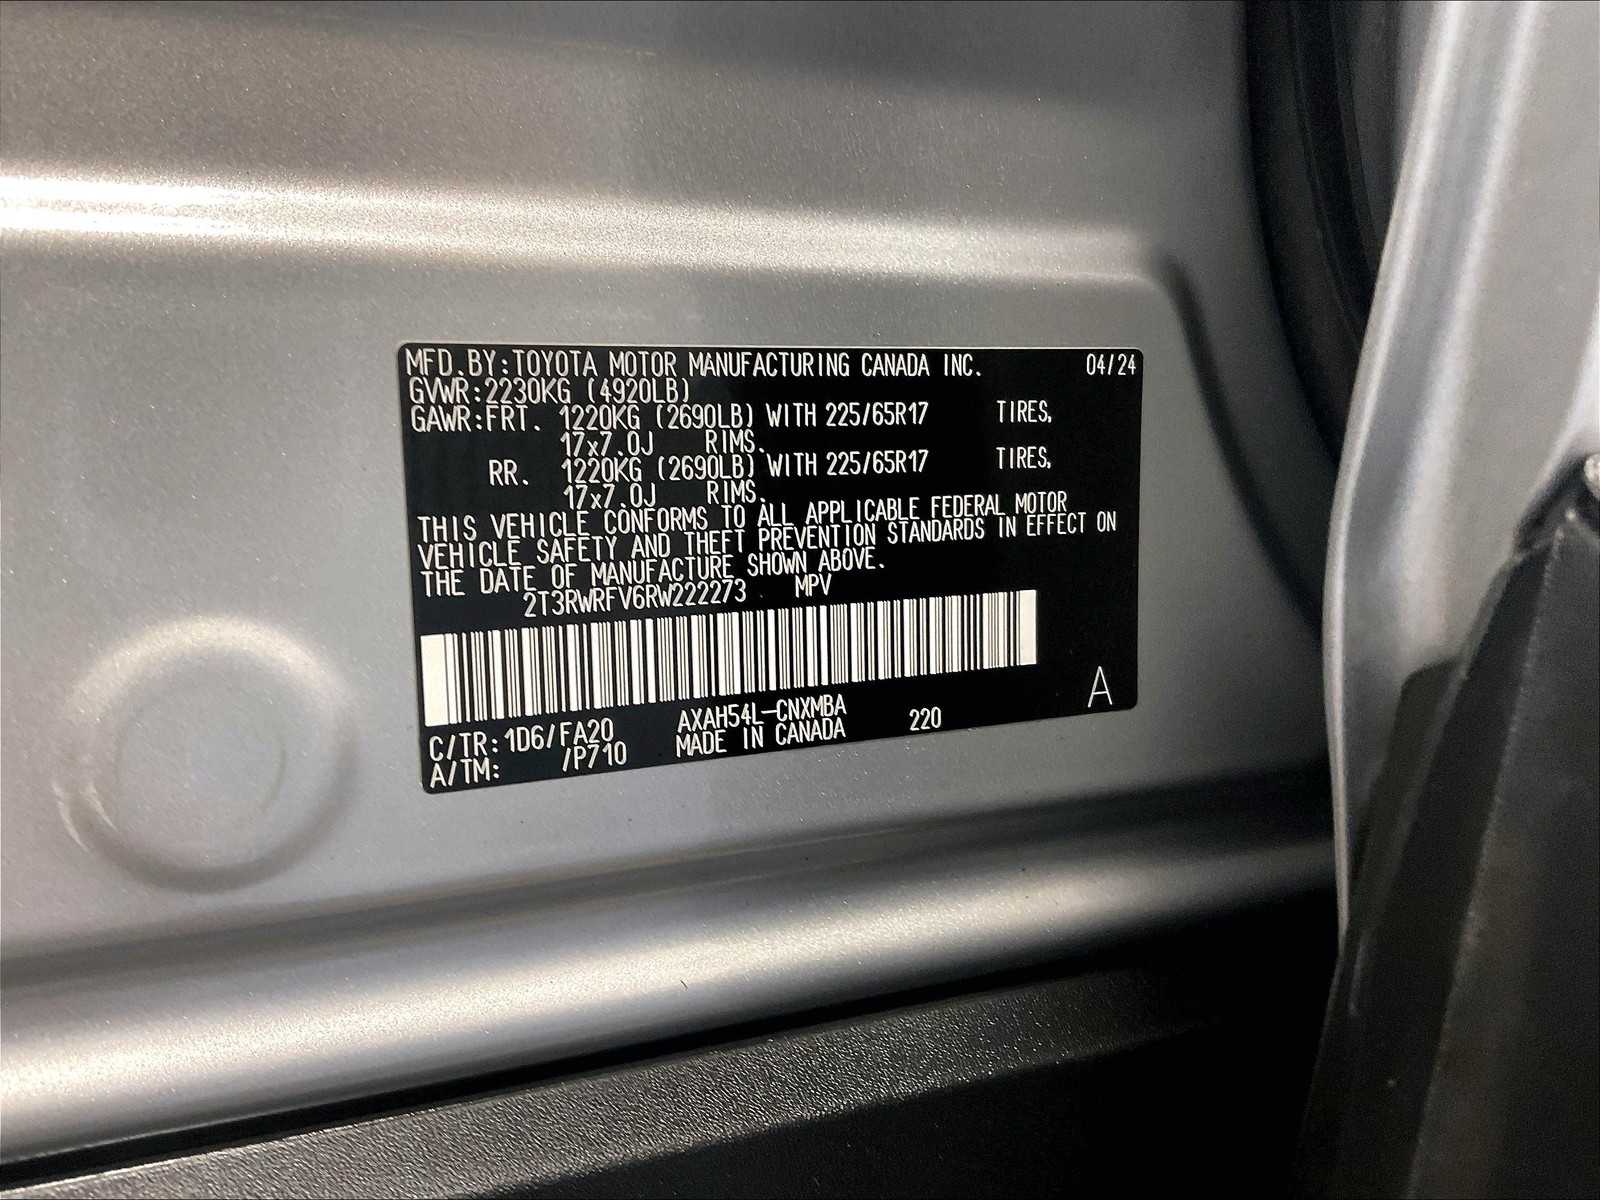 MFD.BY:TOYOTA MOTOR MANUFACTURING CANADA INC. 04/24
GVWR:2230KG (4920LB)
GAWR:FRT. 1220KG (2690LB) WITH 225/65R17 TIRES,
17x7.0J RIMS.
RR. 1220KG (2690LB) WITH 225/65R17 TIRES,
17x7.0J RIMS.
THIS VEHICLE CONFORMS TO ALL APPLICABLE FEDERAL MOTOR
VEHICLE SAFETY AND THEFT PREVENTION STANDARDS IN EFFECT ON
THE DATE OF MANUFACTURE SHOWN ABOVE.
2T3RWRFV6RW222273 MPV
A
C/TR:1D6/FA20 AXAH54L-CNXMBA 220
A/TM: /P710 MADE IN CANADA